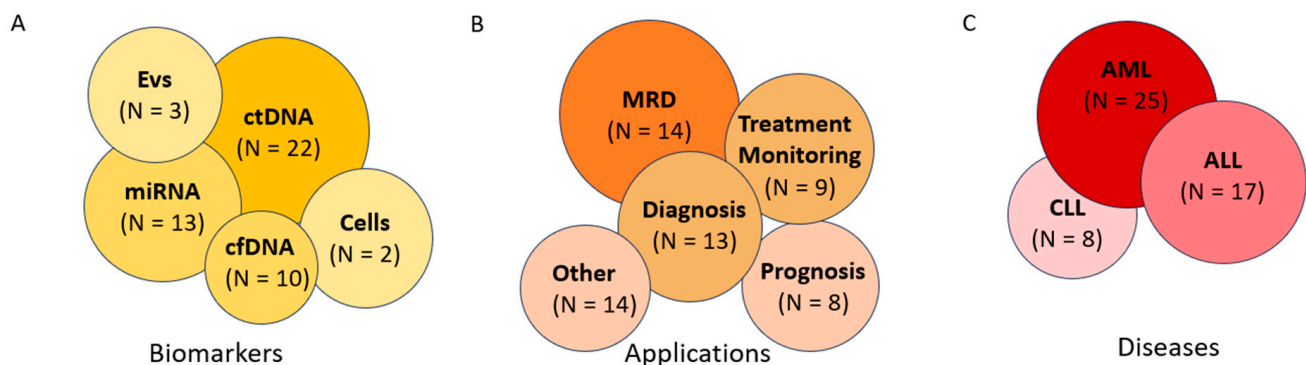 A
Evs
(N = 3)
ctDNA
(N = 22)
miRNA
(N = 13)
cfDNA
(N = 10)
Cells
(N = 2)
Biomarkers
B
MRD
(N = 14)
Treatment
Monitoring
(N = 9)
Diagnosis
(N = 13)
Other
(N = 14)
Prognosis
(N = 8)
Applications
C
AML
(N = 25)
ALL
(N = 17)
CLL
(N = 8)
Diseases